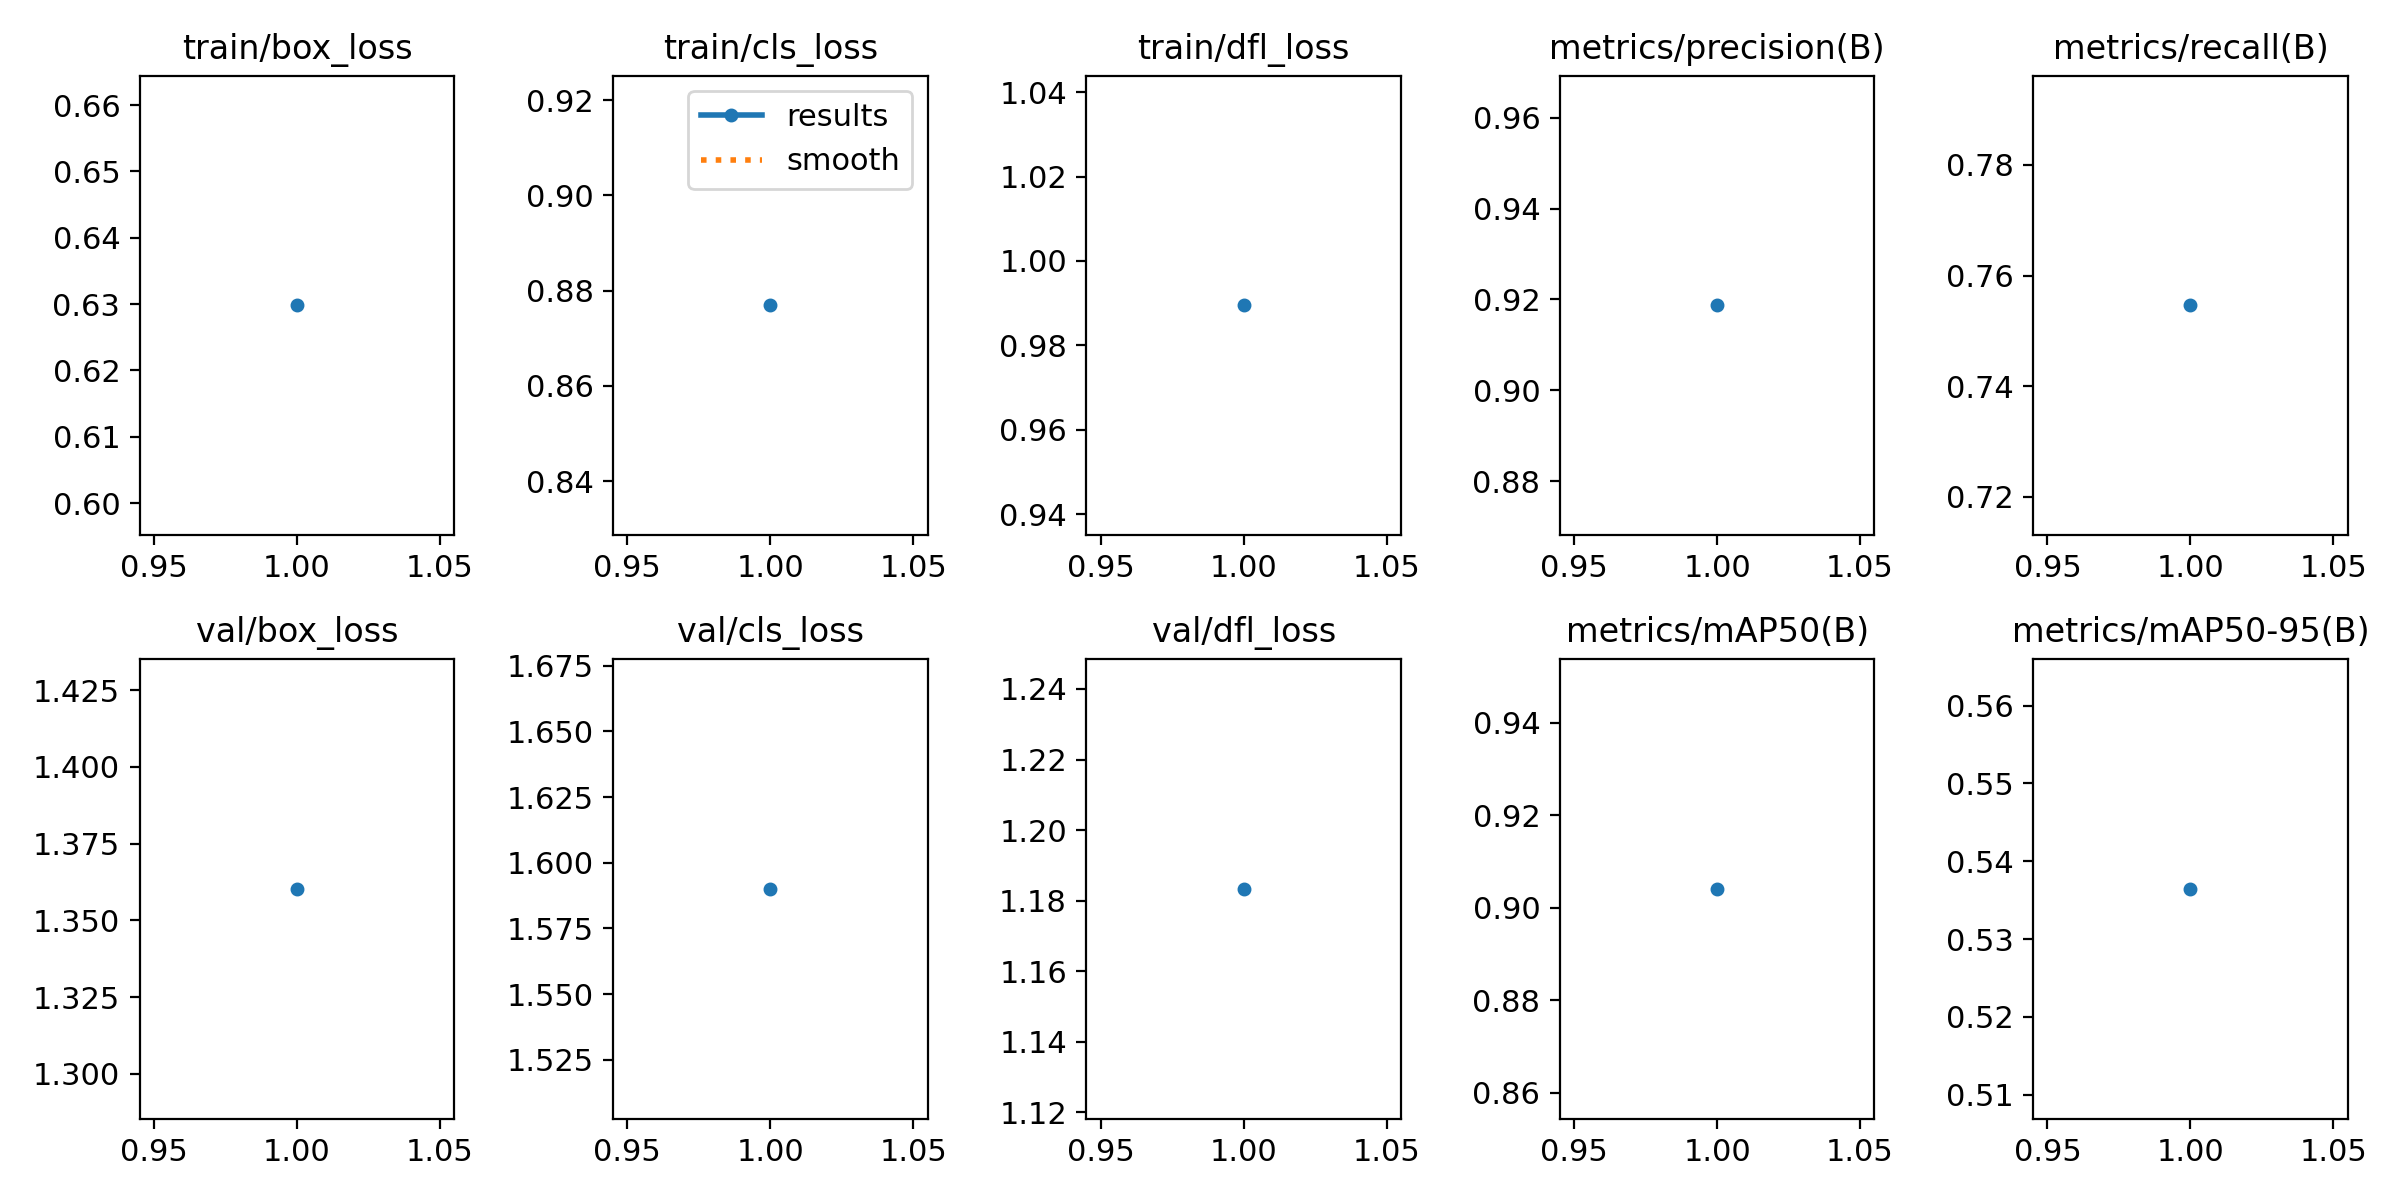 train/box_loss
0.66
0.65
0.64
0.63
0.62
0.61
0.60
0.95 1.00 1.05
train/cls_loss
results
smooth
0.92
0.90
0.88
0.86
0.84
0.95 1.00 1.05
train/dfl_loss
1.04
1.02
1.00
0.98
0.96
0.94
0.95 1.00 1.05
metrics/precision(B)
0.96
0.94
0.92
0.90
0.88
0.95 1.00 1.05
metrics/recall(B)
0.78
0.76
0.74
0.72
0.95 1.00 1.05
val/box_loss
1.425
1.400
1.375
1.350
1.325
1.300
0.95 1.00 1.05
val/cls_loss
1.675
1.650
1.625
1.600
1.575
1.550
1.525
0.95 1.00 1.05
val/dfl_loss
1.24
1.22
1.20
1.18
1.16
1.14
1.12
0.95 1.00 1.05
metrics/mAP50(B)
0.94
0.92
0.90
0.88
0.86
0.95 1.00 1.05
metrics/mAP50-95(B)
0.56
0.55
0.54
0.53
0.52
0.51
0.95 1.00 1.05